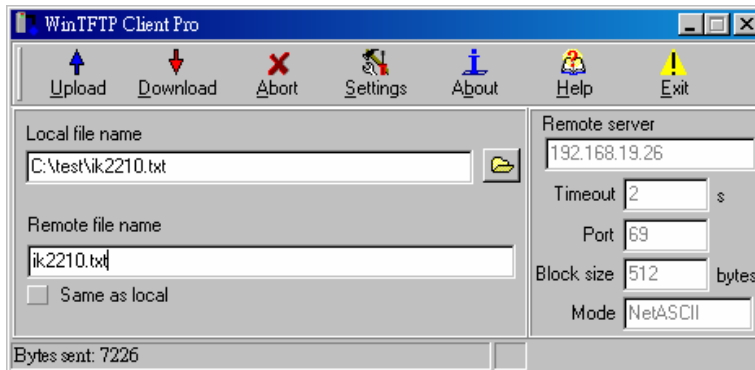 WinTFTP Client Pro
Upload Download Abort Settings About Help Exit
Local file name
C:\test\ik2210.txt
Remote file name
ik2210.txt
Same as local
Remote server
192.168.19.26
Timeout 2 s
Port 69
Block size 512 bytes
Mode NetASCII
Bytes sent: 7226